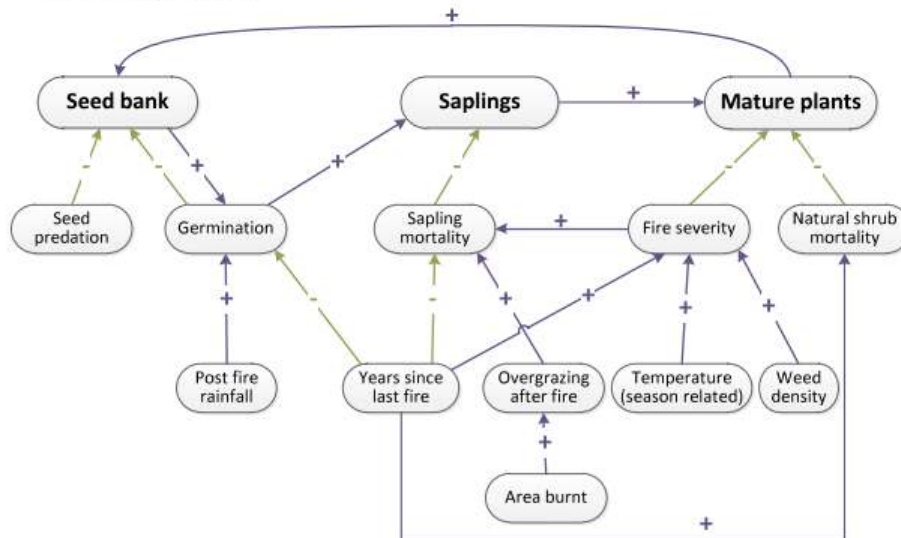 +
Seed bank
Saplings
+
Mature plants
-
-
+
+
-
-
-
Seed
predation
Germination
Sapling
mortality
+
Fire severity
Natural shrub
mortality
+
-
-
+
+
+
+
Post fire
rainfall
Years since
last fire
Overgrazing
after fire
Temperature
(season related)
Weed
density
+
Area burnt
+